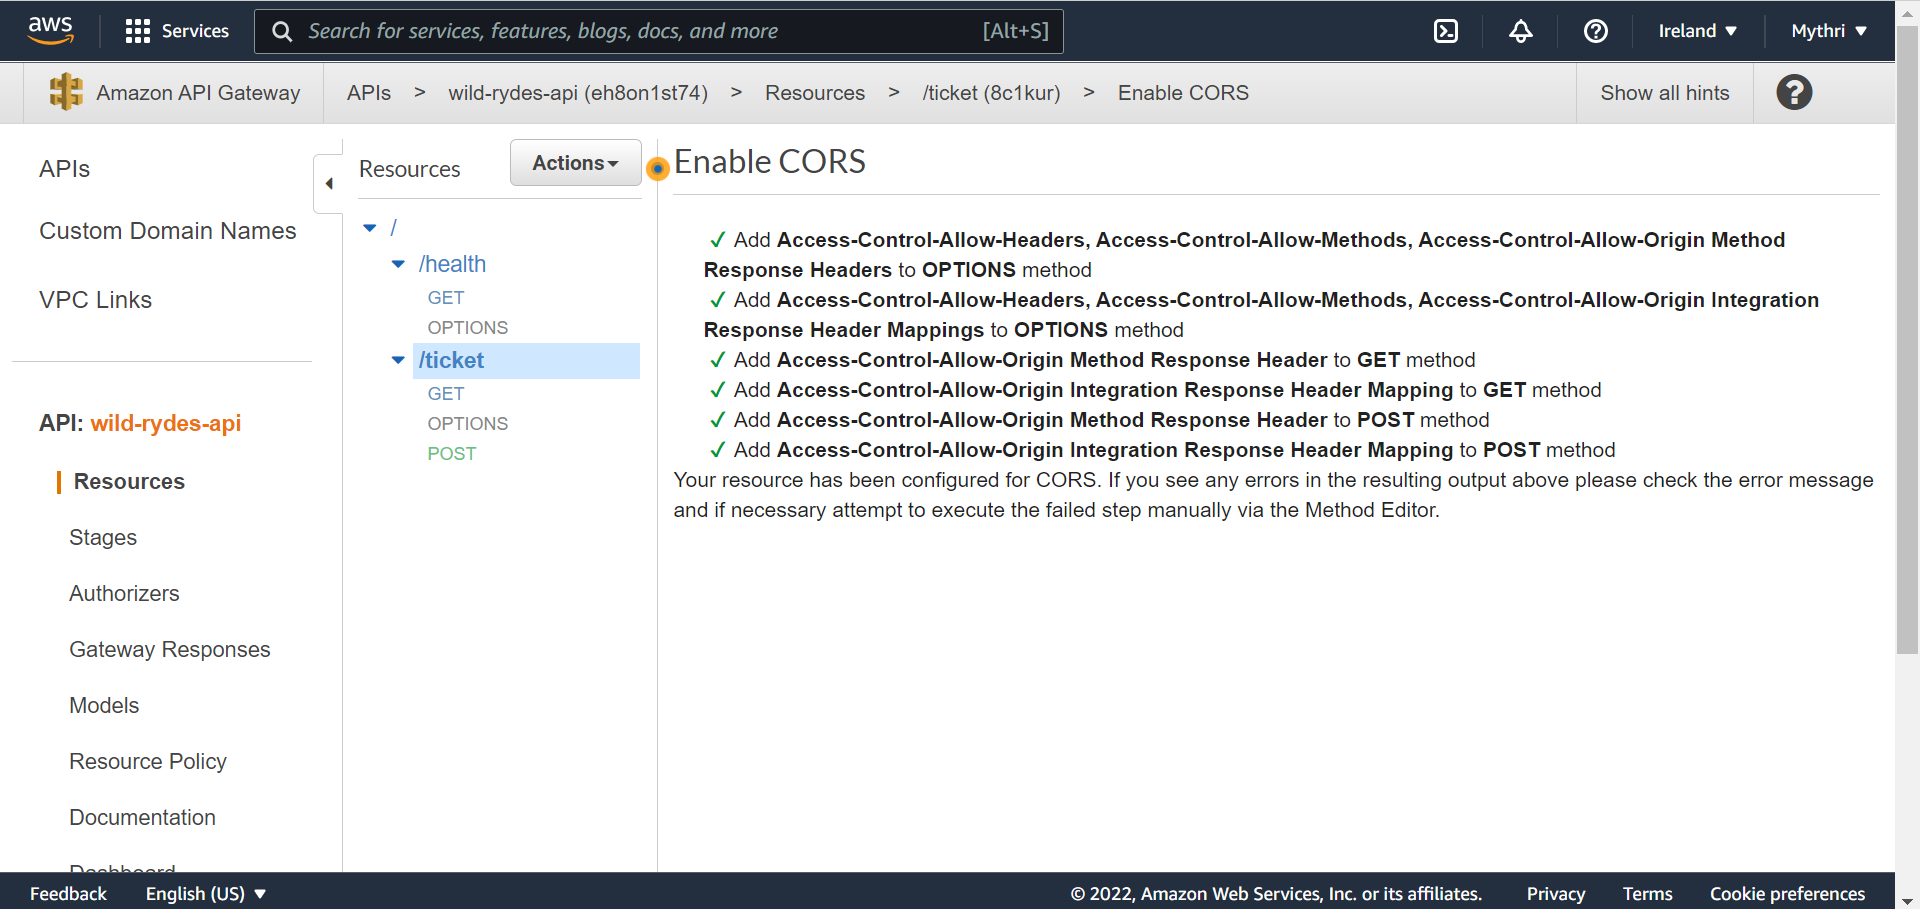 aws
Services
Search for services, features, blogs, docs, and more [Alt+S]
Ireland ▼
Mythri ▼
Amazon API Gateway
APIs > wild-rydes-api (eh8on1st74) > Resources > /ticket (8c1kur) > Enable CORS
Show all hints
APIs
Custom Domain Names
VPC Links
API: wild-rydes-api
Resources
Stages
Authorizers
Gateway Responses
Models
Resource Policy
Documentation
Dashboard
Resources
Actions
/
/health
GET
OPTIONS
/ticket
GET
OPTIONS
POST
Enable CORS
✓ Add Access-Control-Allow-Headers, Access-Control-Allow-Methods, Access-Control-Allow-Origin Method
Response Headers to OPTIONS method
✓ Add Access-Control-Allow-Headers, Access-Control-Allow-Methods, Access-Control-Allow-Origin Integration
Response Header Mappings to OPTIONS method
✓ Add Access-Control-Allow-Origin Method Response Header to GET method
✓ Add Access-Control-Allow-Origin Integration Response Header Mapping to GET method
✓ Add Access-Control-Allow-Origin Method Response Header to POST method
✓ Add Access-Control-Allow-Origin Integration Response Header Mapping to POST method
Your resource has been configured for CORS. If you see any errors in the resulting output above please check the error message
and if necessary attempt to execute the failed step manually via the Method Editor.
Feedback
English (US) ▼
© 2022, Amazon Web Services, Inc. or its affiliates.
Privacy
Terms
Cookie preferences